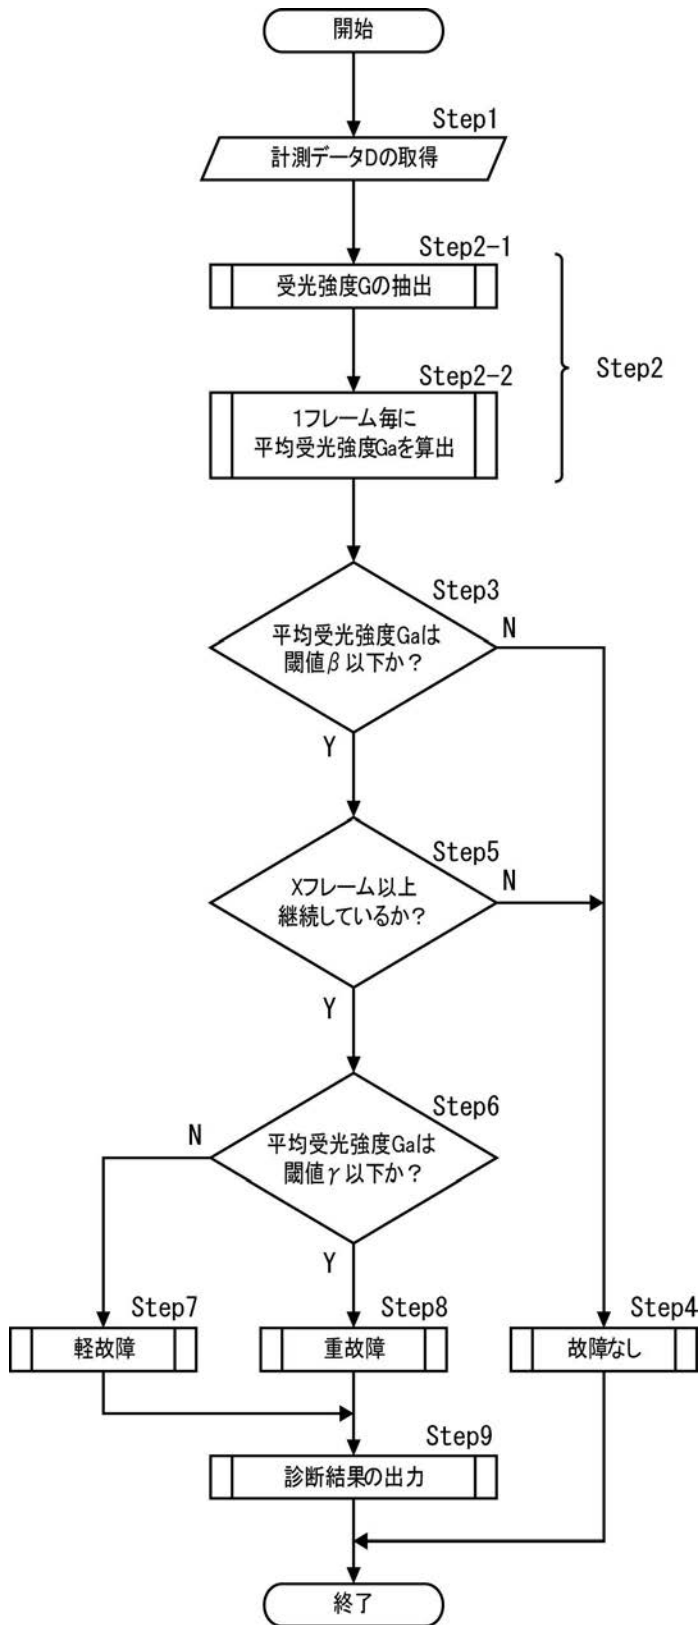 開始
Step1
計測データDの取得
Step2-1
受光強度Gの抽出
Step2
Step2-2
1フレーム毎に
平均受光強度Gaを算出
Step3
平均受光強度Gaは
閾値β以下か？
N
Y
Step5
Xフレーム以上
継続しているか？
N
Y
Step6
平均受光強度Gaは
閾値γ以下か？
N
Y
Step7
軽故障
Step8
重故障
Step4
故障なし
Step9
診断結果の出力
終了